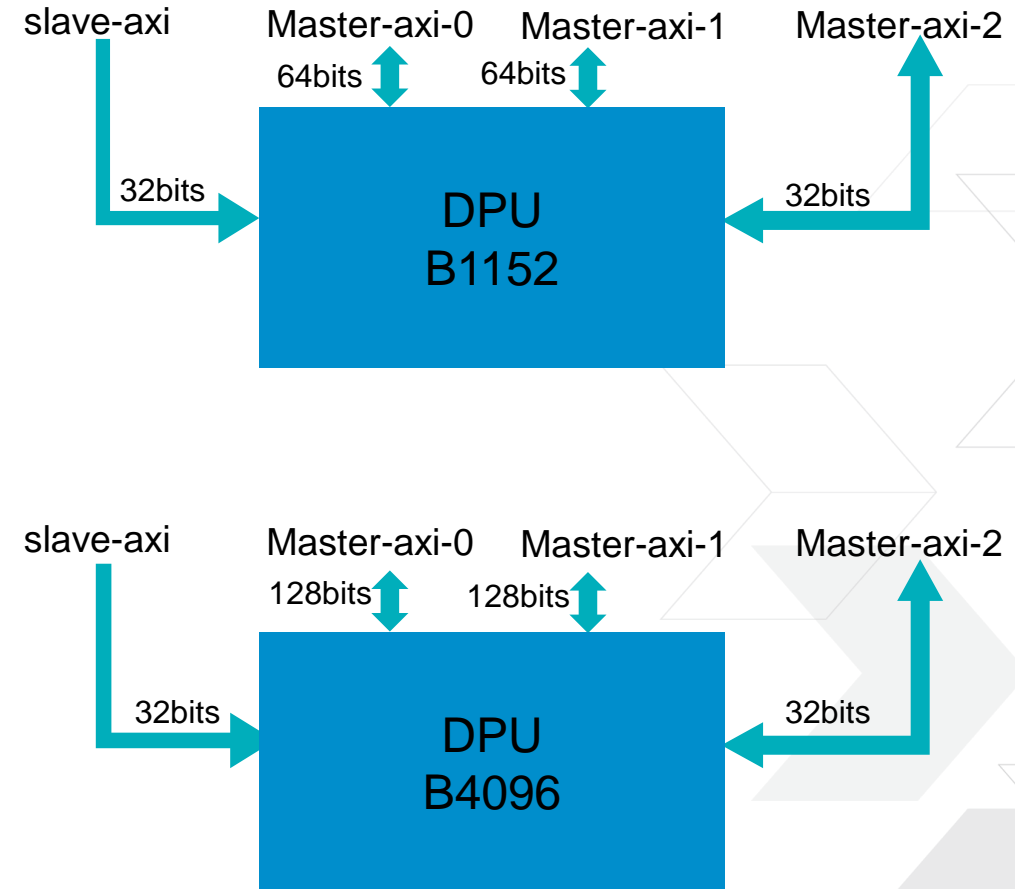 slave-axi
Master-axi-0
Master-axi-1
Master-axi-2
64bits
64bits
32bits
32bits
DPU
B1152
slave-axi
Master-axi-0
Master-axi-1
Master-axi-2
128bits
128bits
32bits
32bits
DPU
B4096